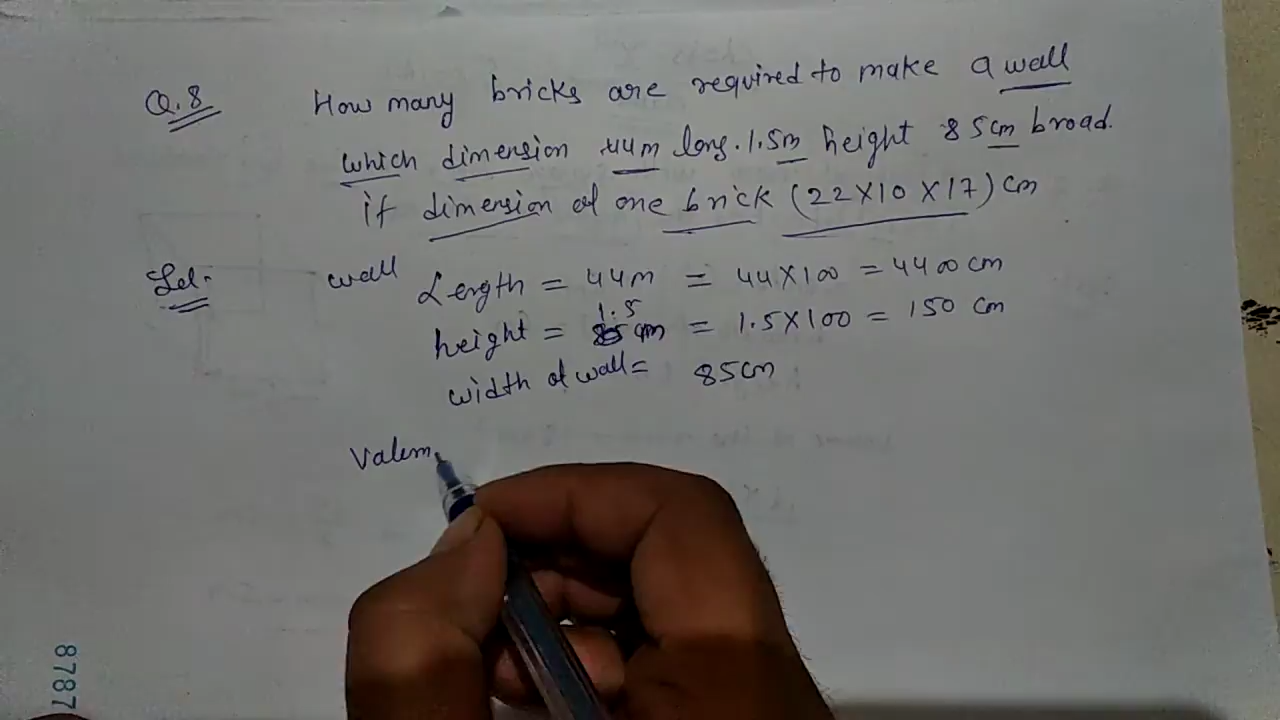 Q.8 How many bricks are required to make a wall
which dimension 44m long. 1.5m height 85cm broad.
if dimension of one brick (22X10X17) cm
Sol. wall Length = 44m = 44X100 = 4400 cm
height = 1.5 m = 1.5X100 = 150 cm
width of wall = 85cm
Valem
8787